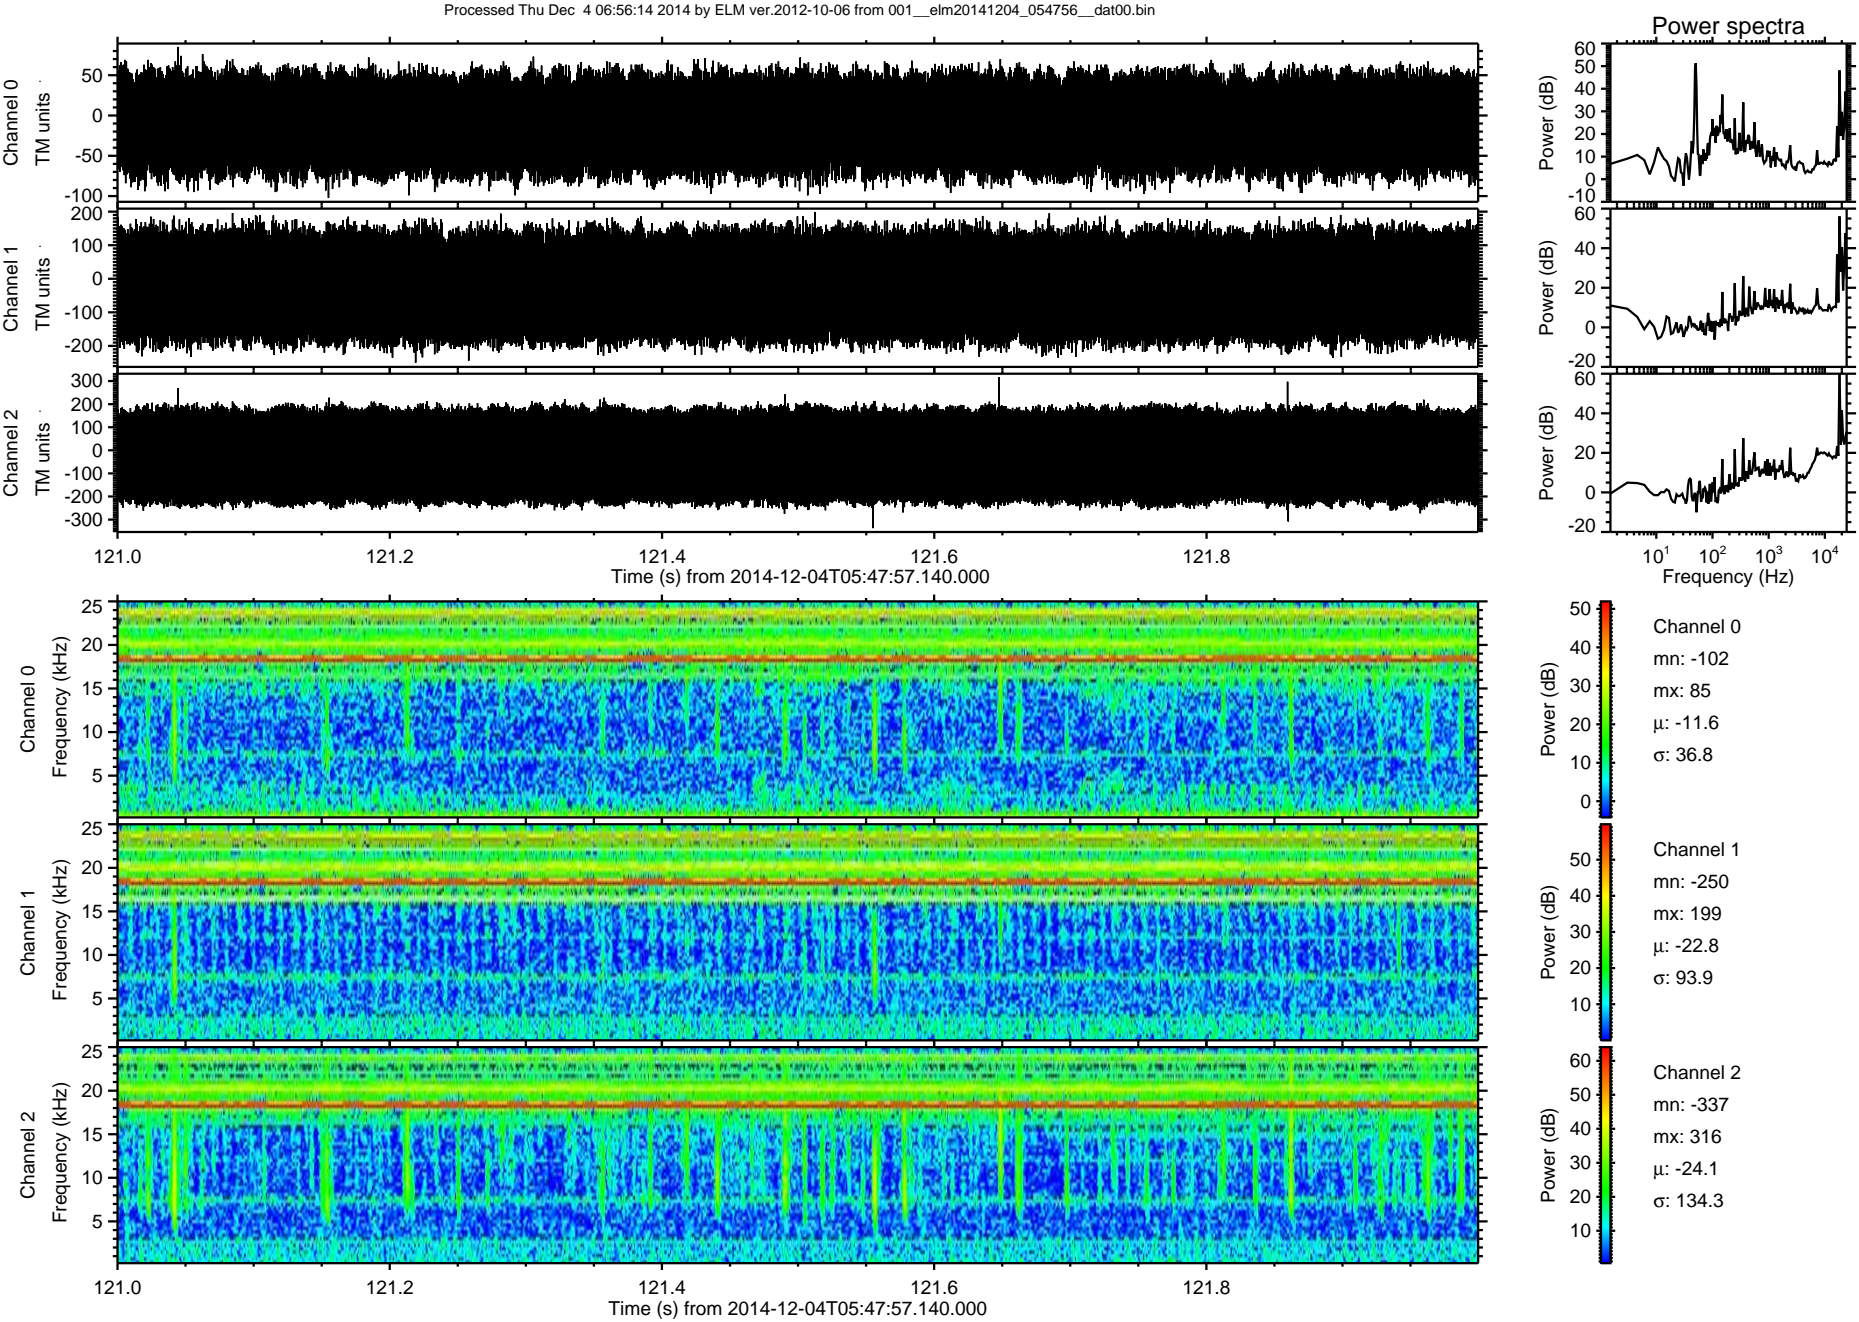 Processed Thu Dec  4 06:56:14 2014 by ELM ver.2012-10-06 from 001__elm20141204_054756__dat00.bin
Power spectra
Channel 0
TM units
50
0
-50
-100
Power (dB)
60
50
40
30
20
10
0
-10
Channel 1
TM units
200
100
0
-100
-200
Power (dB)
60
40
20
0
-20
Channel 2
TM units
300
200
100
0
-100
-200
-300
Power (dB)
60
40
20
0
-20
121.0 121.2 121.4 121.6 121.8
Time (s) from 2014-12-04T05:47:57.140.000
10^1 10^2 10^3 10^4
Frequency (Hz)
Channel 0
Frequency (kHz)
25
20
15
10
5
Power (dB)
50
40
30
20
10
0
Channel 0
mn: -102
mx: 85
μ: -11.6
σ: 36.8
Channel 1
Frequency (kHz)
25
20
15
10
5
Power (dB)
50
40
30
20
10
Channel 1
mn: -250
mx: 199
μ: -22.8
σ: 93.9
Channel 2
Frequency (kHz)
25
20
15
10
5
Power (dB)
60
50
40
30
20
10
Channel 2
mn: -337
mx: 316
μ: -24.1
σ: 134.3
121.0 121.2 121.4 121.6 121.8
Time (s) from 2014-12-04T05:47:57.140.000